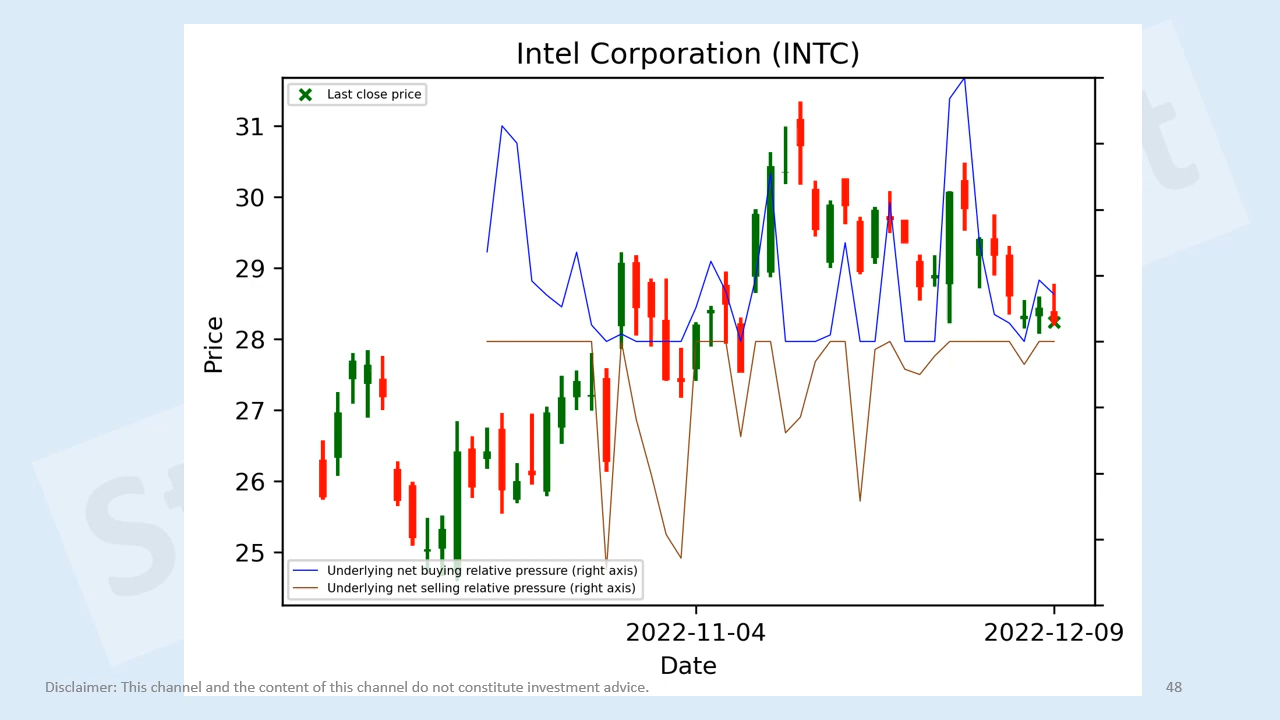 Intel Corporation (INTC)
Last close price
31
30
29
28
27
26
25
Price
Underlying net buying relative pressure (right axis)
Underlying net selling relative pressure (right axis)
2022-11-04
2022-12-09
Date
Disclaimer: This channel and the content of this channel do not constitute investment advice.
48